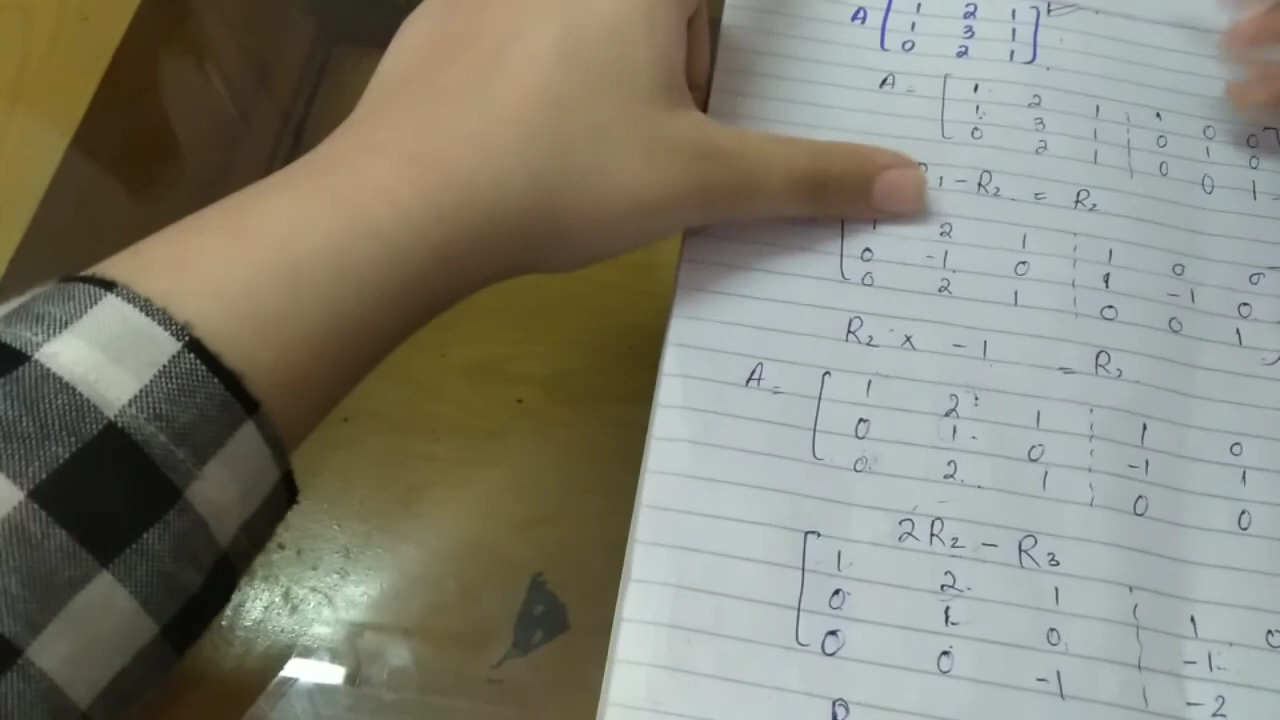 A [ 1 2 1
1 3 1
0 2 1 ]
A = [ 1 2 1 | 1 0 0
1 3 1 | 0 1 0
0 2 1 | 0 0 1
1 - R2 = R2
[ 1 2 1 | 1 0 0
0 -1 0 | 1 -1 0
0 2 1 | 0 0 1
R2 x -1 = R2
A = [ 1 2 1 | 1 0
0 1 0 | -1 1
0 2 1 | 0 0
2R2 - R3
[ 1 2 1 | 1 0
0 1 0 | -1
0 0 -1 | -2